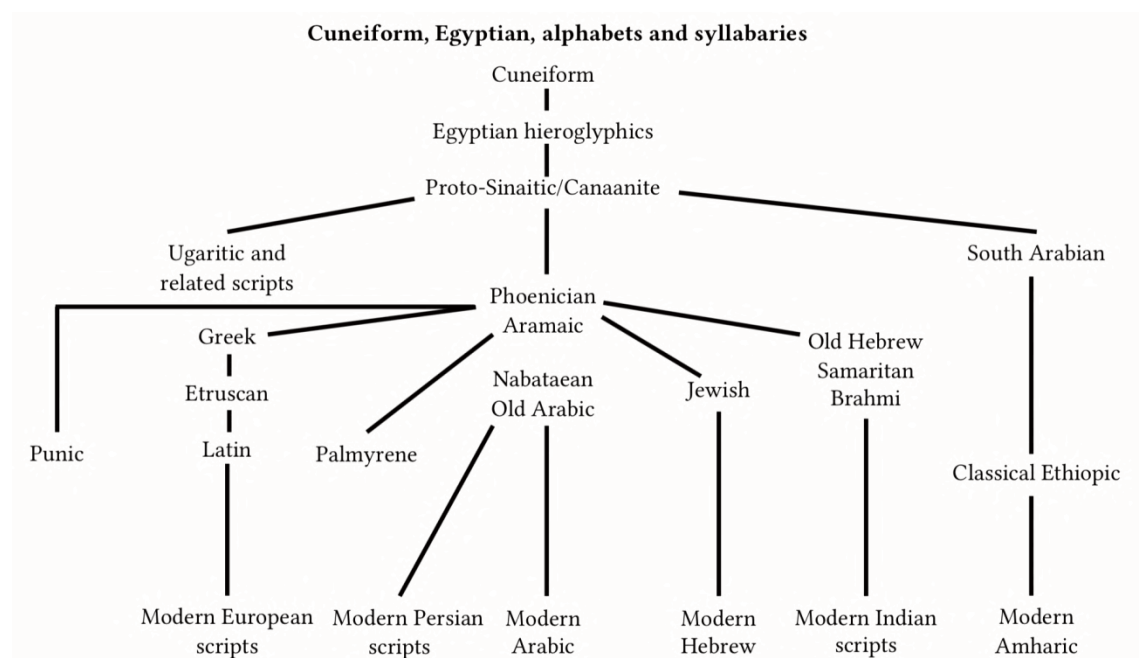 Cuneiform, Egyptian, alphabets and syllabaries
Cuneiform
Egyptian hieroglyphics
Proto-Sinaitic/Canaanite
Ugaritic and
related scripts
South Arabian
Phoenician
Aramaic
Greek
Etruscan
Latin
Punic
Palmyrene
Nabataean
Old Arabic
Jewish
Old Hebrew
Samaritan
Brahmi
Classical Ethiopic
Modern European
scripts
Modern Persian
scripts
Modern
Arabic
Modern
Hebrew
Modern Indian
scripts
Modern
Amharic